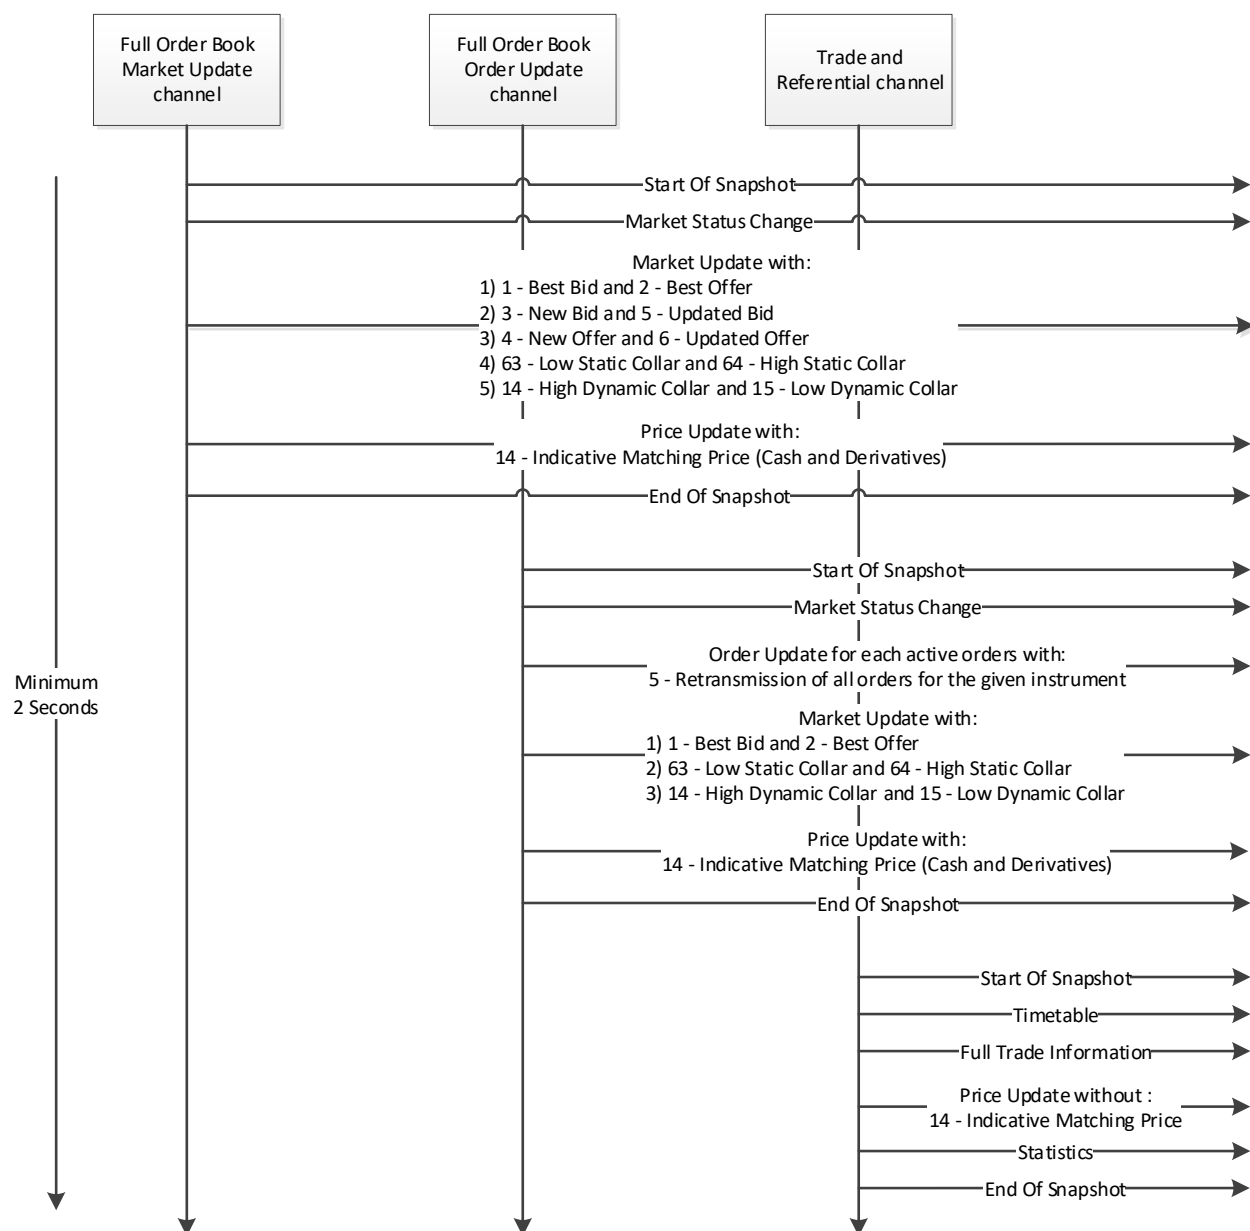 Full Order Book
Market Update
channel
Full Order Book
Order Update
channel
Trade and
Referential channel
Start Of Snapshot
Market Status Change
Market Update with:
1) 1 - Best Bid and 2 - Best Offer
2) 3 - New Bid and 5 - Updated Bid
3) 4 - New Offer and 6 - Updated Offer
4) 63 - Low Static Collar and 64 - High Static Collar
5) 14 - High Dynamic Collar and 15 - Low Dynamic Collar
Price Update with:
14 - Indicative Matching Price (Cash and Derivatives)
End Of Snapshot
Start Of Snapshot
Market Status Change
Order Update for each active orders with:
5 - Retransmission of all orders for the given instrument
Minimum
2 Seconds
Market Update with:
1) 1 - Best Bid and 2 - Best Offer
2) 63 - Low Static Collar and 64 - High Static Collar
3) 14 - High Dynamic Collar and 15 - Low Dynamic Collar
Price Update with:
14 - Indicative Matching Price (Cash and Derivatives)
End Of Snapshot
Start Of Snapshot
Timetable
Full Trade Information
Price Update without :
14 - Indicative Matching Price
Statistics
End Of Snapshot